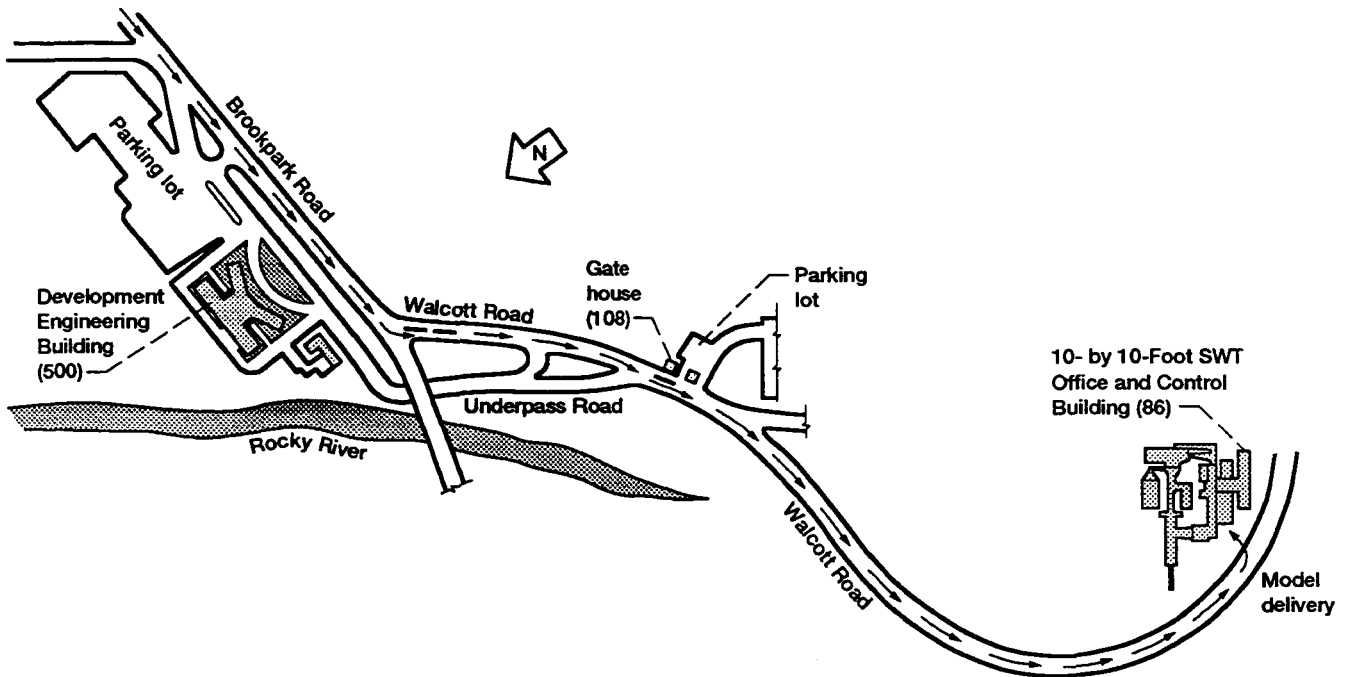 Brookpark Road
Parking lot
N
Development
Engineering
Building
(500)
Walcott Road
Gate
house
(108)
Parking
lot
Underpass Road
Rocky River
10- by 10-Foot SWT
Office and Control
Building (86)
Walcott Road
Model
delivery